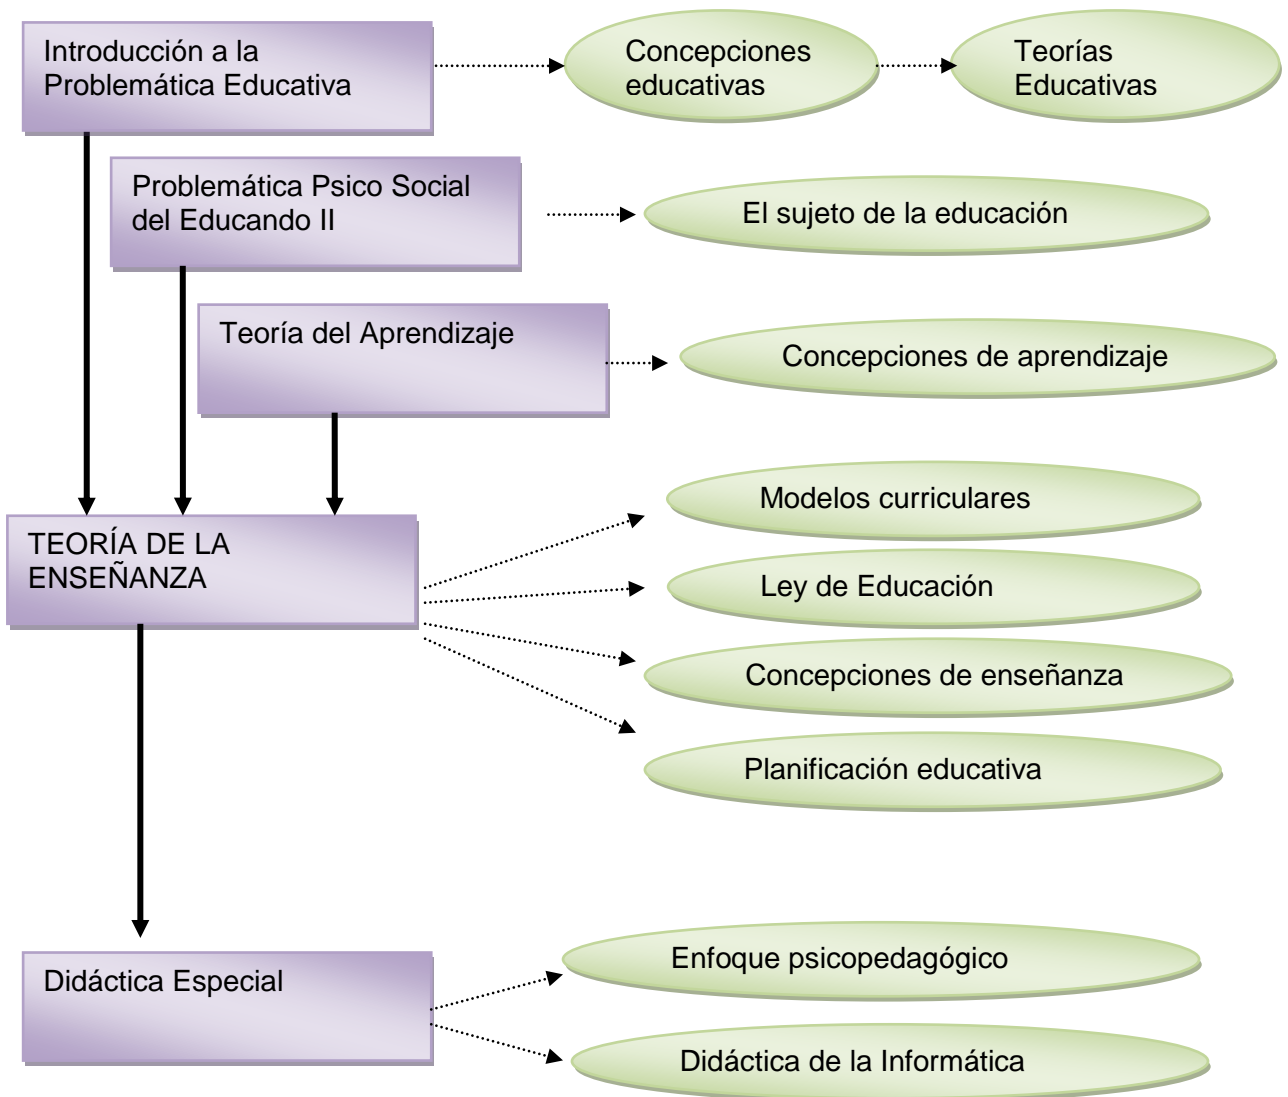 Introducción a la
Problemática Educativa
Concepciones
educativas
Teorías
Educativas
Problemática Psico Social
del Educando II
El sujeto de la educación
Teoría del Aprendizaje
Concepciones de aprendizaje
Modelos curriculares
TEORÍA DE LA
ENSEÑANZA
Ley de Educación
Concepciones de enseñanza
Planificación educativa
Didáctica Especial
Enfoque psicopedagógico
Didáctica de la Informática